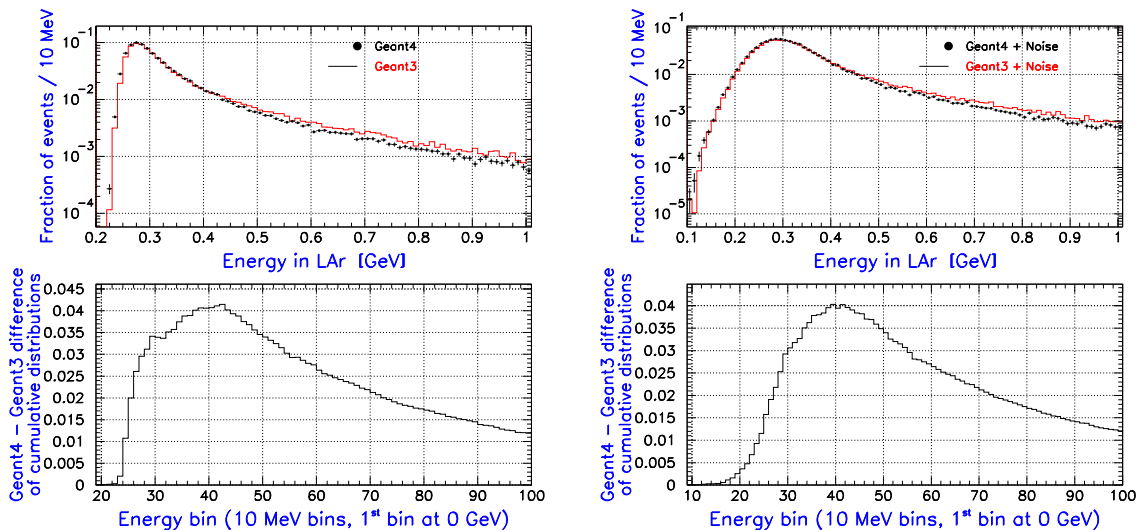 Fraction of events / 10 MeV
10^-1
10^-2
10^-3
10^-4
Geant4
Geant3
0.2 0.3 0.4 0.5 0.6 0.7 0.8 0.9 1
Energy in LAr [GeV]
Fraction of events / 10 MeV
10^-1
10^-2
10^-3
10^-4
10^-5
Geant4 + Noise
Geant3 + Noise
0.1 0.2 0.3 0.4 0.5 0.6 0.7 0.8 0.9 1
Energy in LAr [GeV]
Geant4 – Geant3 difference
of cumulative distributions
0.045
0.04
0.035
0.03
0.025
0.02
0.015
0.01
0.005
0
20 30 40 50 60 70 80 90 100
Energy bin (10 MeV bins, 1st bin at 0 GeV)
Geant4 – Geant3 difference
of cumulative distributions
0.04
0.035
0.03
0.025
0.02
0.015
0.01
0.005
0
10 20 30 40 50 60 70 80 90 100
Energy bin (10 MeV bins, 1st bin at 0 GeV)